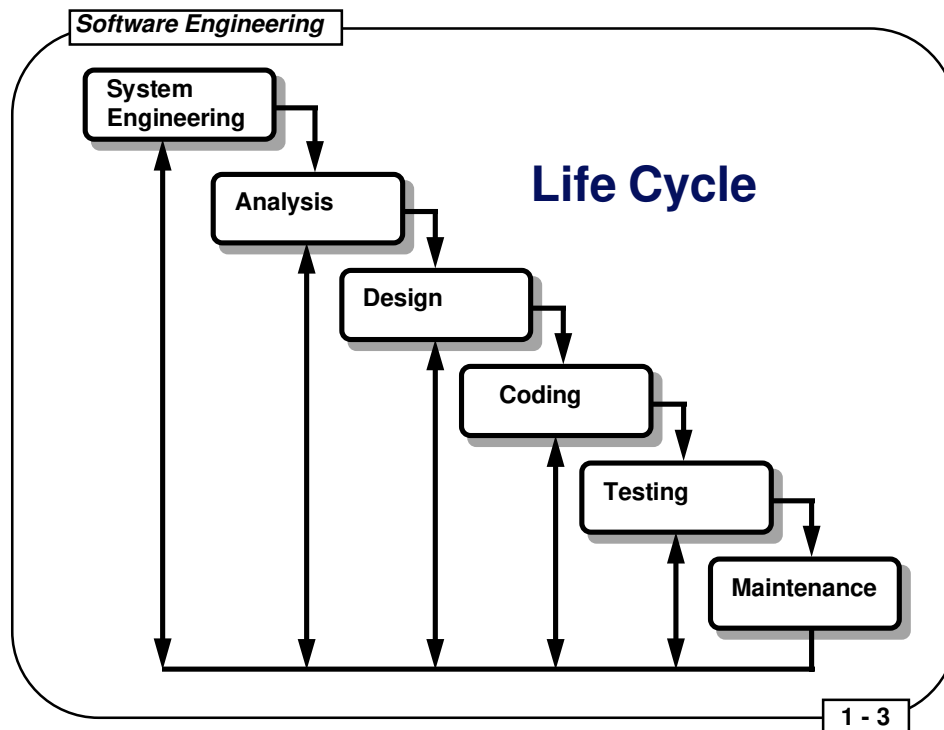 Software Engineering
System
Engineering
Life Cycle
Analysis
Design
Coding
Testing
Maintenance
1 - 3